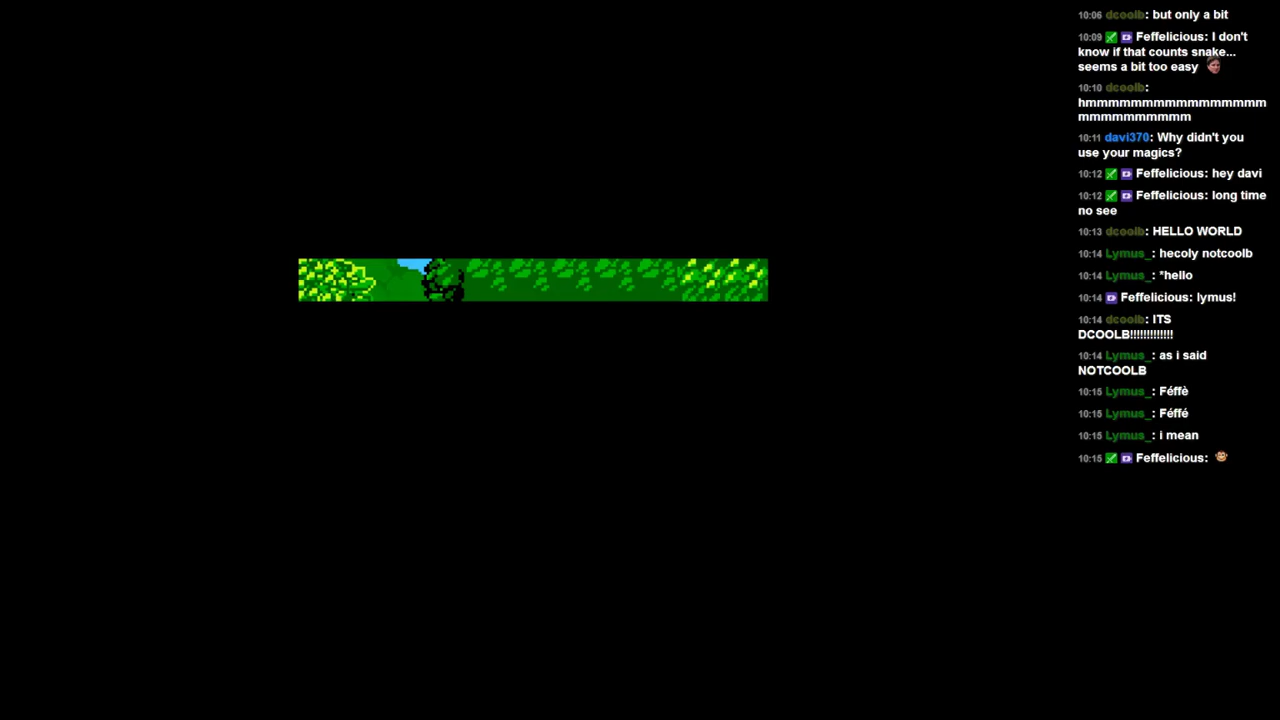 10:06 dcoolb: but only a bit
10:09 Feffelicious: I don't
know if that counts snake...
seems a bit too easy
10:10 dcoolb:
hmmmmmmmmmmmmmmmm
mmmmmmmmmm
10:11 davi370: Why didn't you
use your magics?
10:12 Feffelicious: hey davi
10:12 Feffelicious: long time
no see
10:13 dcoolb: HELLO WORLD
10:14 Lymus_: hecoly notcoolb
10:14 Lymus_: *hello
10:14 Feffelicious: lymus!
10:14 dcoolb: ITS
DCOOLB!!!!!!!!!!!!!
10:14 Lymus_: as i said
NOTCOOLB
10:15 Lymus_: Féffè
10:15 Lymus_: Féffé
10:15 Lymus_: i mean
10:15 Feffelicious: